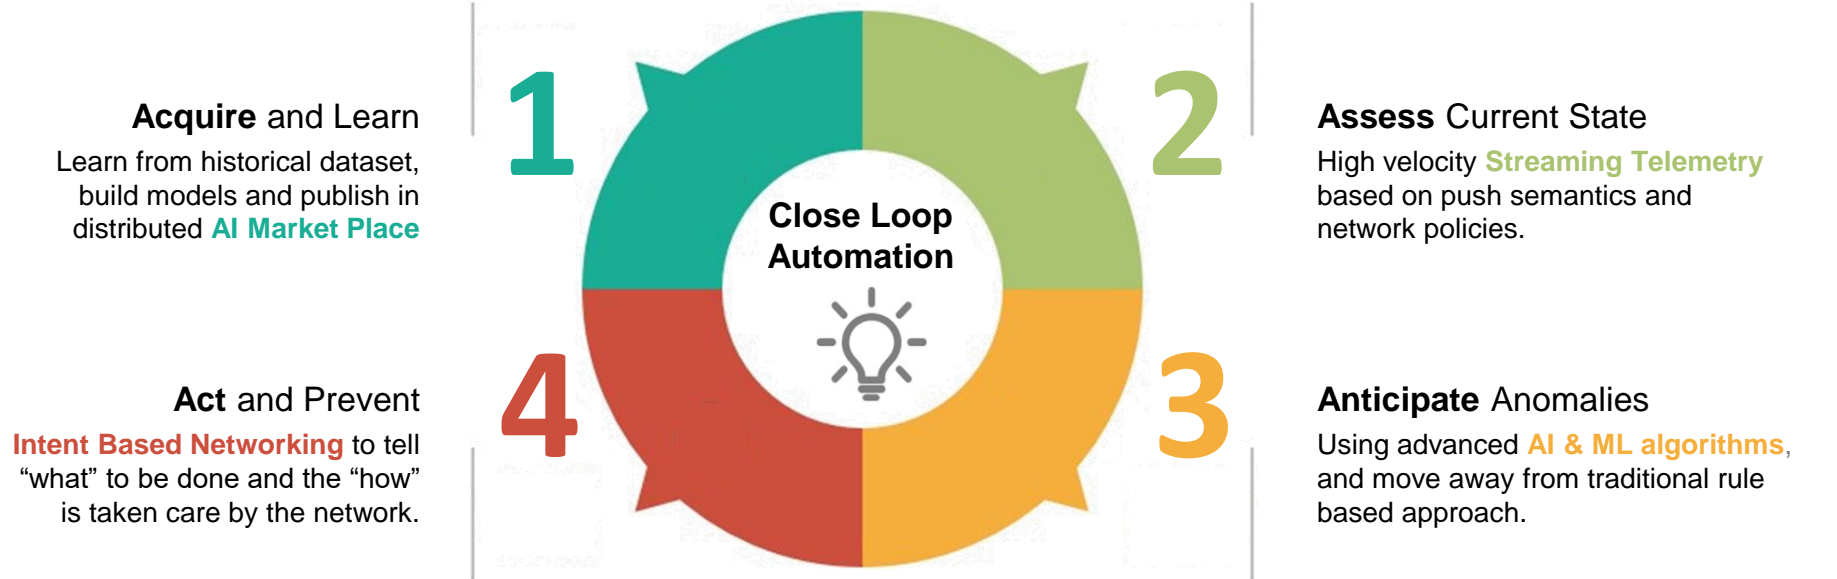 1
Acquire and Learn
Learn from historical dataset,
build models and publish in
distributed AI Market Place
2
Assess Current State
High velocity Streaming Telemetry
based on push semantics and
network policies.
Close Loop
Automation
4
Act and Prevent
Intent Based Networking to tell
“what” to be done and the “how”
is taken care by the network.
3
Anticipate Anomalies
Using advanced AI & ML algorithms,
and move away from traditional rule
based approach.